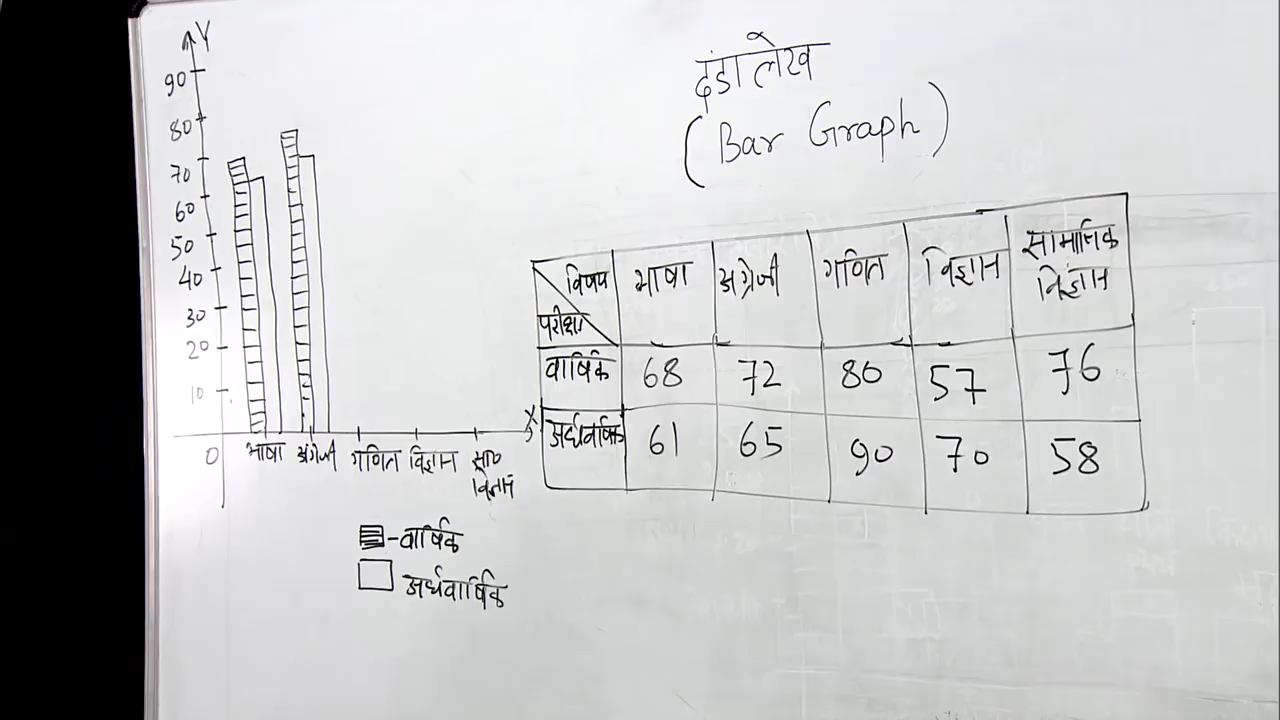 Y
90
80
70
60
50
40
30
20
10
0
भाषा अंग्रेजी गणित विज्ञान सा०
विज्ञान
X
वार्षिक
अर्धवार्षिक
दंडालेख
(Bar Graph)
विषय भाषा अंग्रेजी गणित विज्ञान सामाजिक
विज्ञान
परीक्षा
वार्षिक 68 72 80 57 76
अर्धवार्षिक 61 65 90 70 58